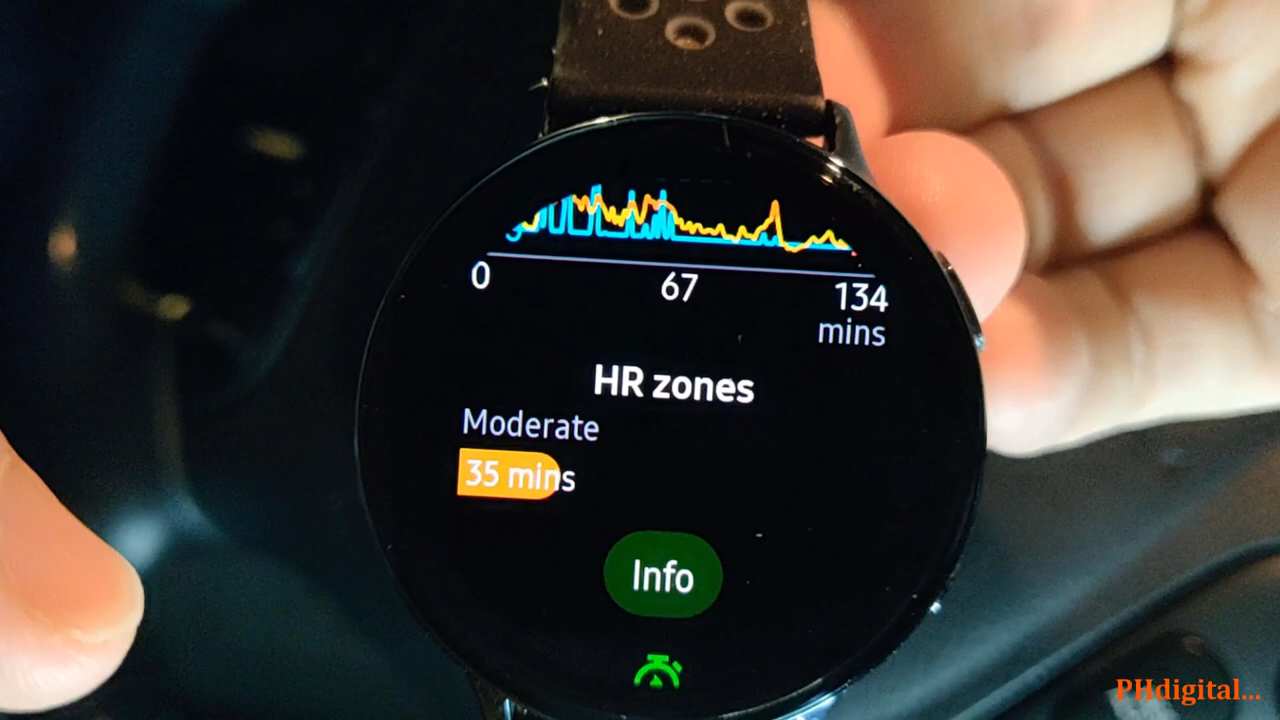 0 67 134
mins
HR zones
Moderate
35 mins
Info
PHdigital...